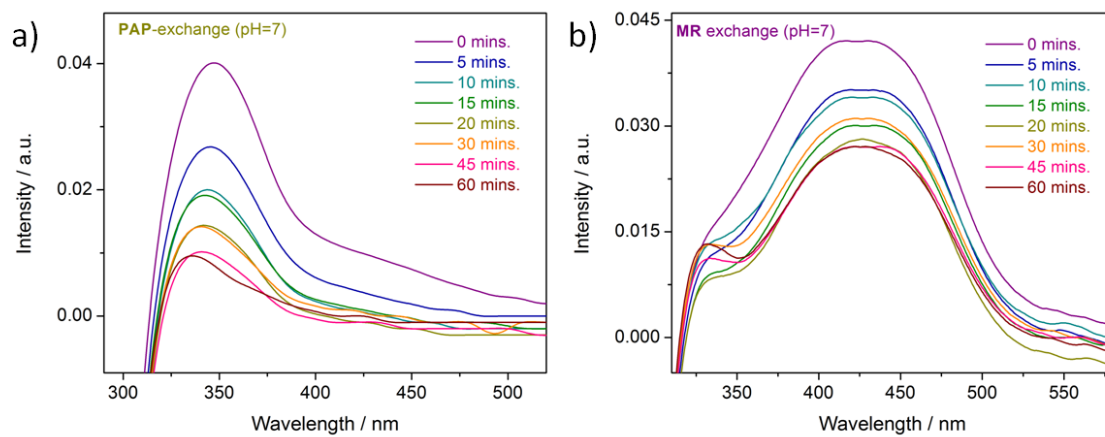 a)
PAP-exchange (pH=7)
0 mins.
5 mins.
10 mins.
15 mins.
20 mins.
30 mins.
45 mins.
60 mins.
0.04
0.02
0.00
Intensity / a.u.
300
350
400
450
500
Wavelength / nm
b)
MR exchange (pH=7)
0 mins.
5 mins.
10 mins.
15 mins.
20 mins.
30 mins.
45 mins.
60 mins.
0.045
0.030
0.015
0.000
Intensity / a.u.
350
400
450
500
550
Wavelength / nm